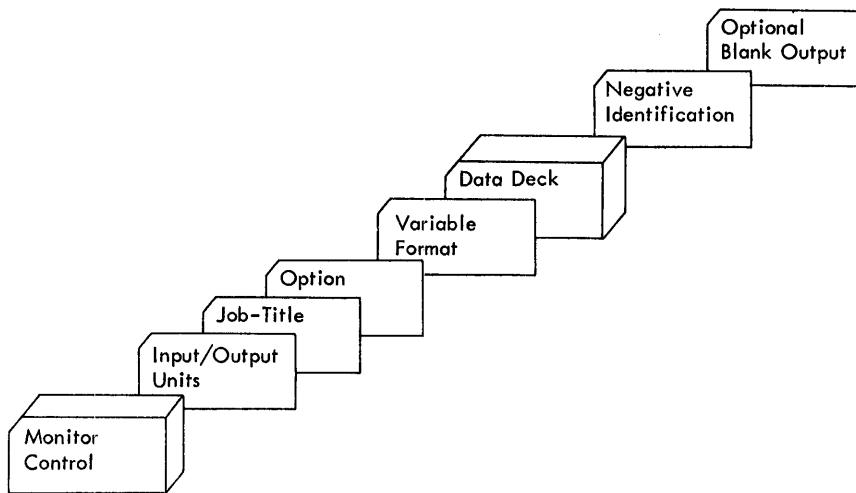 Optional
Blank Output
Negative
Identification
Data Deck
Variable
Format
Option
Job-Title
Input/Output
Units
Monitor
Control